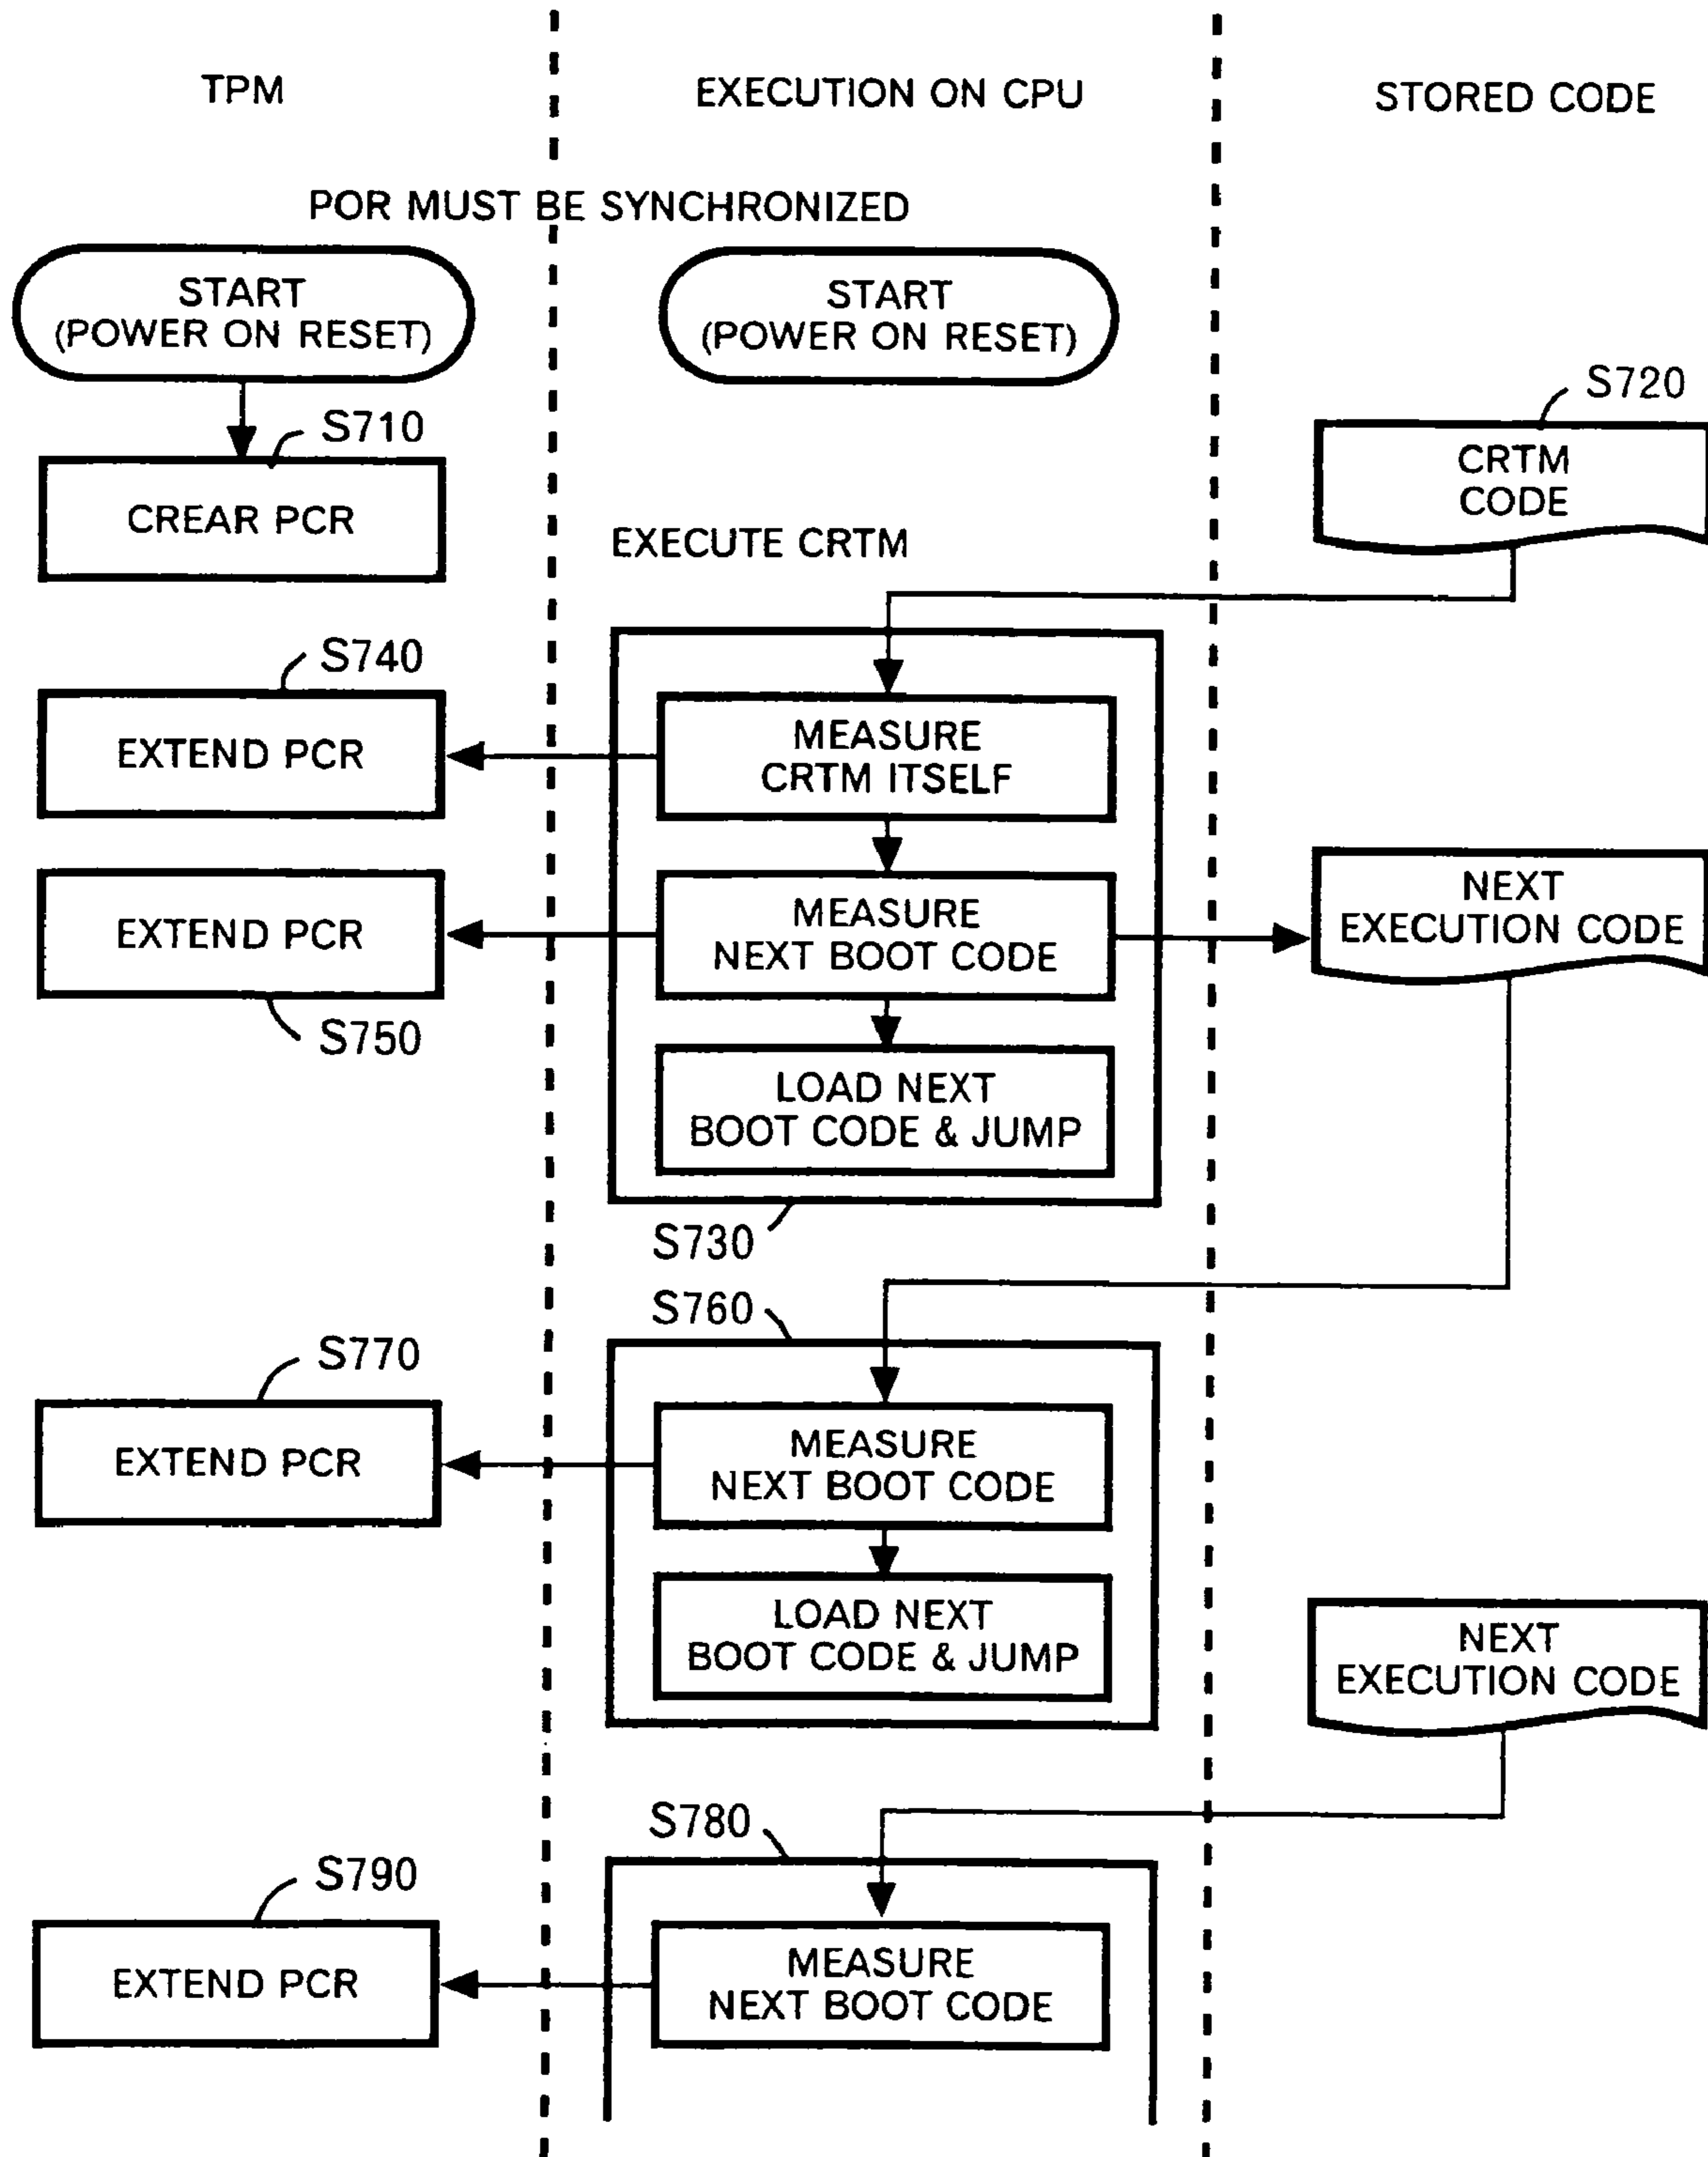 TPM
EXECUTION ON CPU
STORED CODE
POR MUST BE SYNCHRONIZED
START
(POWER ON RESET)
START
(POWER ON RESET)
S710
CREAR PCR
S720
CRTM
CODE
EXECUTE CRTM
S740
EXTEND PCR
MEASURE
CRTM ITSELF
EXTEND PCR
S750
MEASURE
NEXT BOOT CODE
NEXT
EXECUTION CODE
LOAD NEXT
BOOT CODE & JUMP
S730
S760
S770
EXTEND PCR
MEASURE
NEXT BOOT CODE
LOAD NEXT
BOOT CODE & JUMP
NEXT
EXECUTION CODE
S780
S790
EXTEND PCR
MEASURE
NEXT BOOT CODE